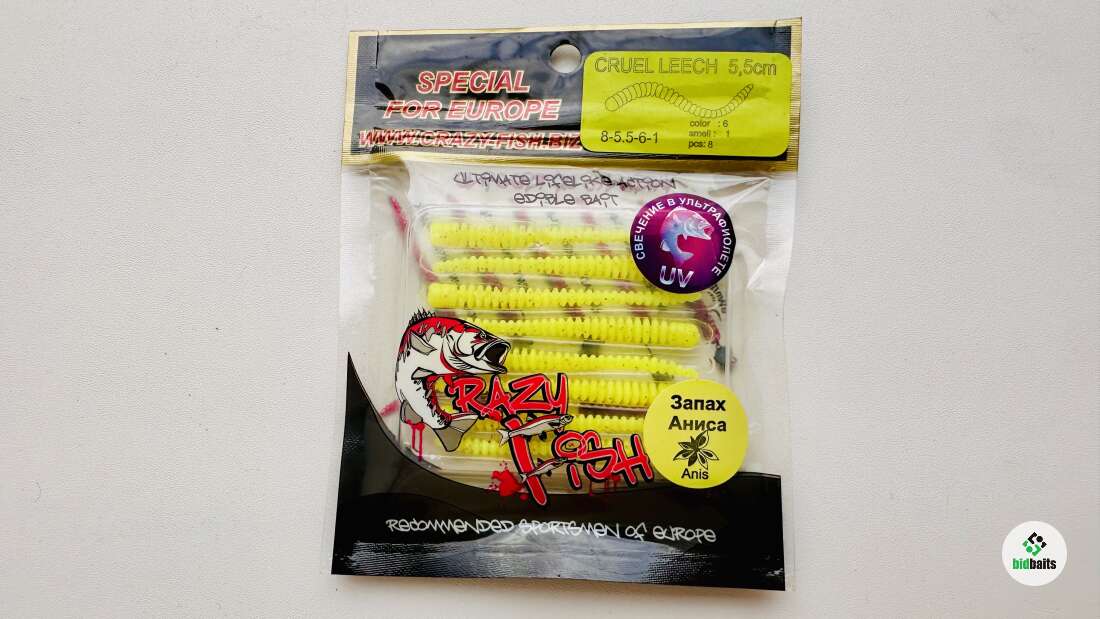 SPECIAL
FOR EUROPE
WWW.CRAZY-FISH.BIZ
CRUEL LEECH 5,5cm
8-5.5-6-1
color : 6
smell : 1
pcs: 8
ULTIMATE LIFELIKE ACTION
EDIBLE BAIT
СВЕЧЕНИЕ В УЛЬТРАФИОЛЕТЕ
UV
CRAZY
FISH
Запах
Аниса
Anis
RECOMMENDED SPORTSMEN OF EUROPE
bidbaits